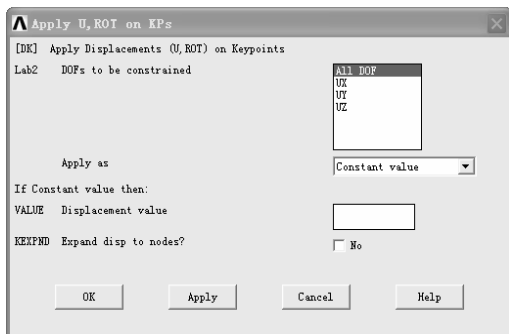 Apply U,ROT on KPs
[DK] Apply Displacements (U,ROT) on Keypoints
Lab2 DOFs to be constrained
All DOF
UX
UY
UZ
Apply as Constant value
If Constant value then:
VALUE Displacement value
KEXPND Expand disp to nodes? No
OK Apply Cancel Help